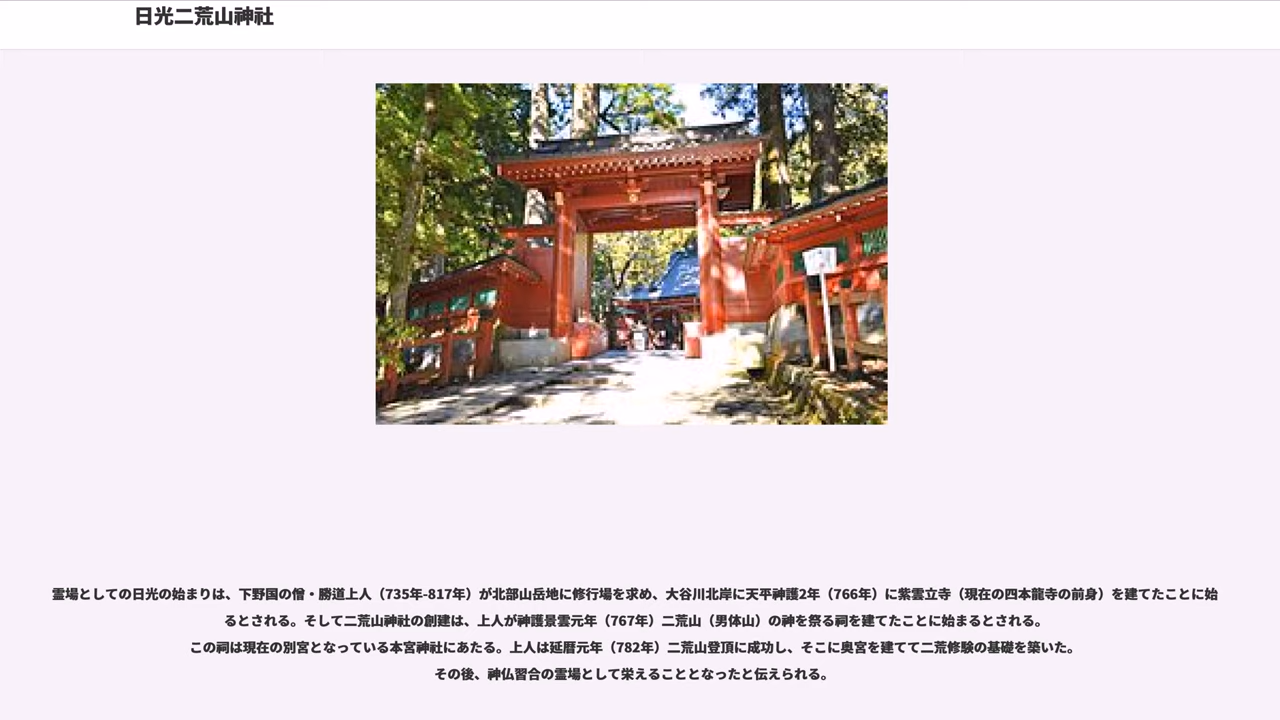 日光二荒山神社
霊場としての日光の始まりは、下野国の僧・勝道上人（735年-817年）が北部山岳地に修行場を求め、大谷川北岸に天平神護2年（766年）に紫雲立寺（現在の四本龍寺の前身）を建てたことに始
るとされる。そして二荒山神社の創建は、上人が神護景雲元年（767年）二荒山（男体山）の神を祭る祠を建てたことに始まるとされる。
この祠は現在の別宮となっている本宮神社にあたる。上人は延暦元年（782年）二荒山登頂に成功し、そこに奥宮を建てて二荒修験の基礎を築いた。
その後、神仏習合の霊場として栄えることとなったと伝えられる。